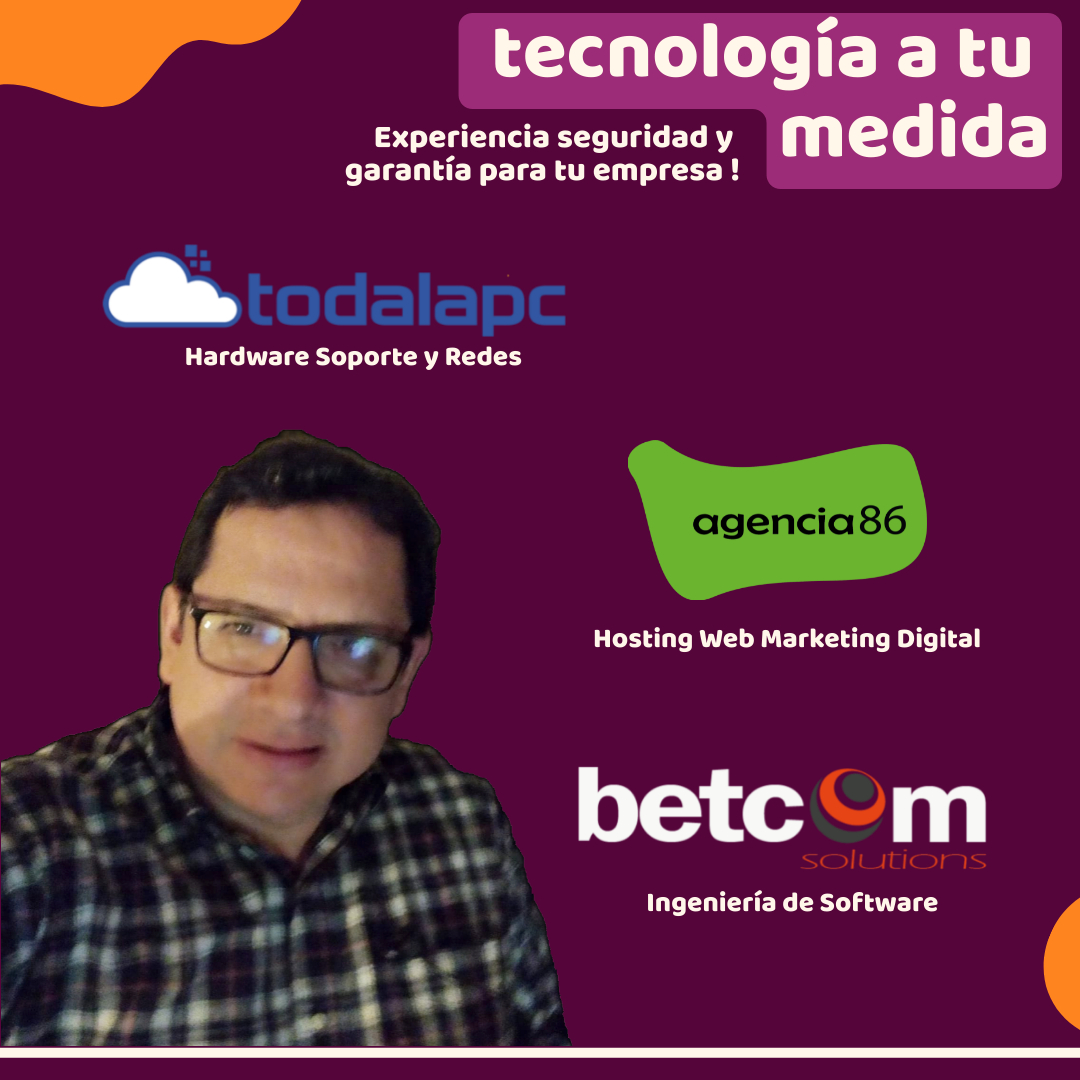 tecnología a tu
medida
Experiencia seguridad y
garantía para tu empresa !
todalapc
Hardware Soporte y Redes
agencia86
Hosting Web Marketing Digital
betcom
solutions
Ingeniería de Software